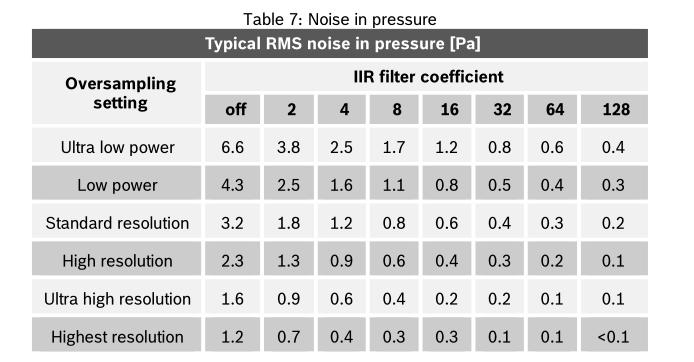 Table 7: Noise in pressure
Typical RMS noise in pressure [Pa]
Oversampling setting IIR filter coefficient
off 2 4 8 16 32 64 128
Ultra low power 6.6 3.8 2.5 1.7 1.2 0.8 0.6 0.4
Low power 4.3 2.5 1.6 1.1 0.8 0.5 0.4 0.3
Standard resolution 3.2 1.8 1.2 0.8 0.6 0.4 0.3 0.2
High resolution 2.3 1.3 0.9 0.6 0.4 0.3 0.2 0.1
Ultra high resolution 1.6 0.9 0.6 0.4 0.2 0.2 0.1 0.1
Highest resolution 1.2 0.7 0.4 0.3 0.3 0.1 0.1 <0.1